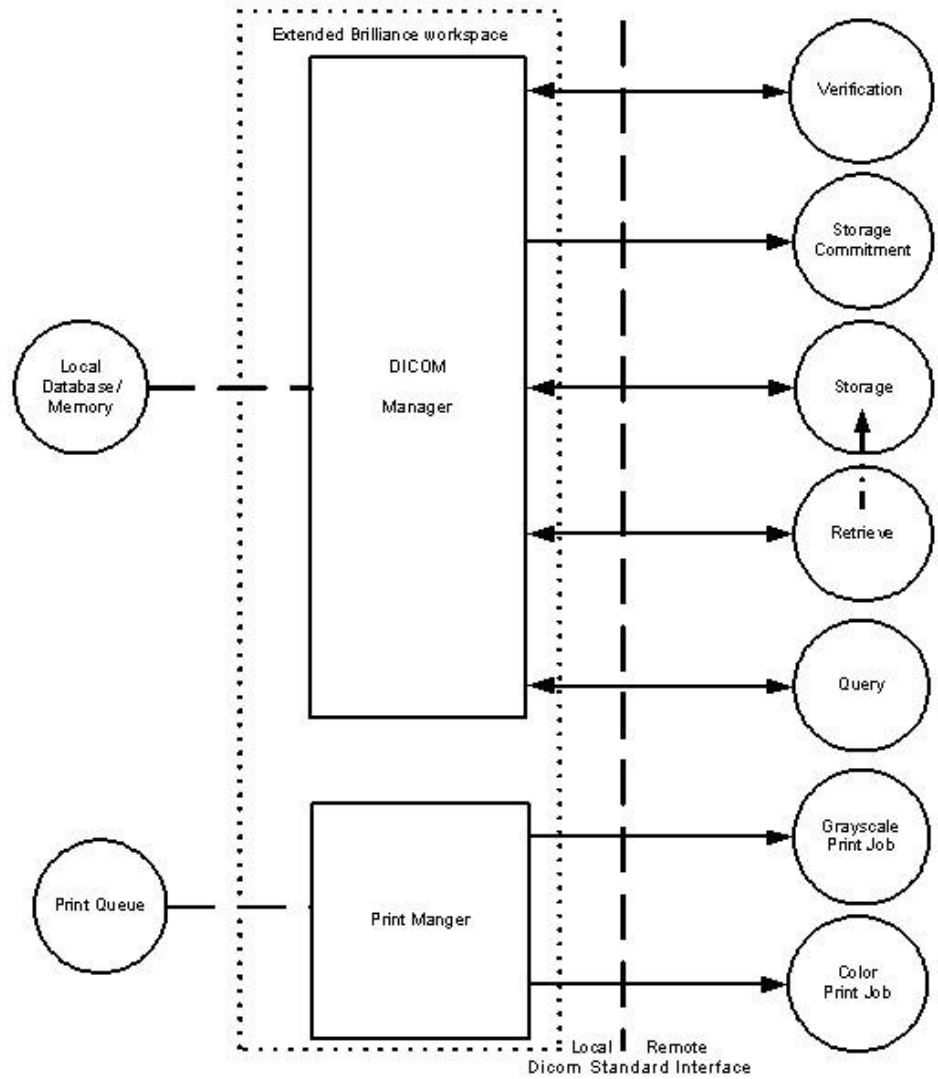 Extended Brilliance workspace
Verification
Storage
Commitment
Local
Database/
Memory
DICOM
Manager
Storage
Retrieve
Query
Grayscale
Print Job
Print Queue
Print Manger
Color
Print Job
Local Remote
Dicom Standard Interface